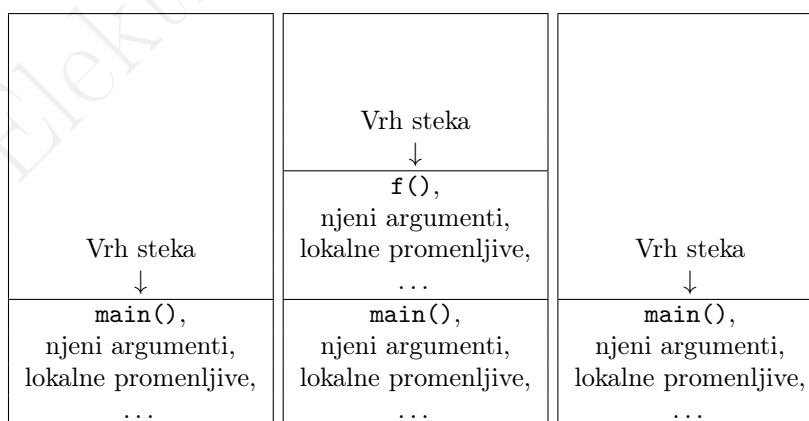 Elek
Vrh steka
↓
main(),
njeni argumenti,
lokalne promenljive,
...
Vrh steka
↓
f(),
njeni argumenti,
lokalne promenljive,
...
main(),
njeni argumenti,
lokalne promenljive,
...
Vrh steka
↓
main(),
njeni argumenti,
lokalne promenljive,
...